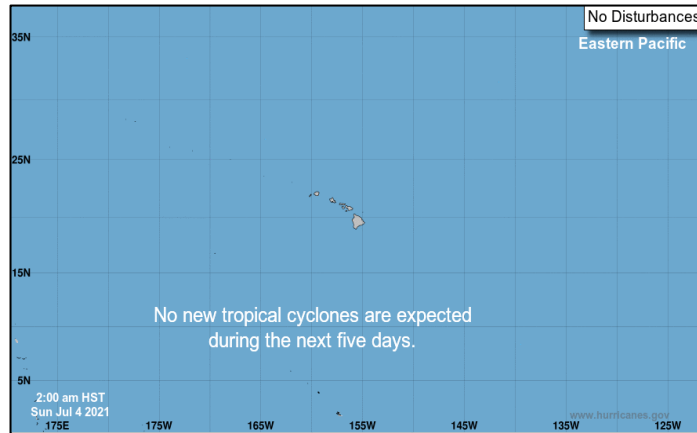 No Disturbances
Eastern Pacific
35N
25N
15N
No new tropical cyclones are expected
during the next five days.
5N
2:00 am HST
Sun Jul 4 2021
www.hurricanes.gov
175E 175W 165W 155W 145W 135W 125W